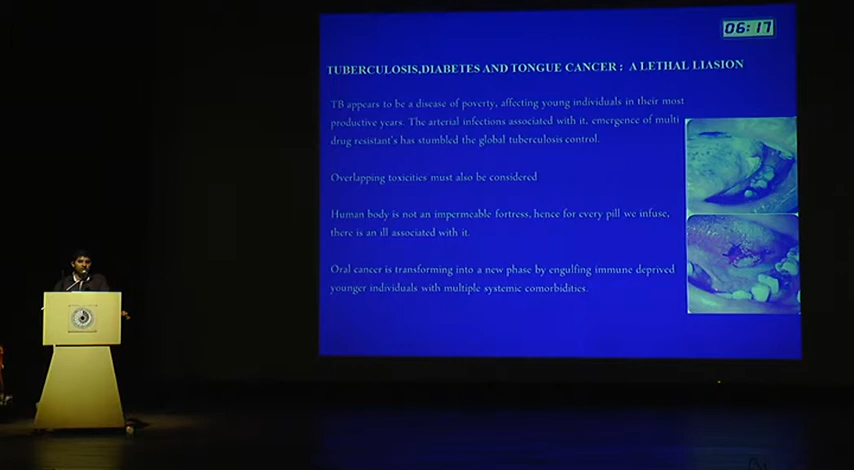 06:17
TUBERCULOSIS,DIABETES AND TONGUE CANCER : A LETHAL LIASION
TB appears to be a disease of poverty, affecting young individuals in their most
productive years. The arterial infections associated with it, emergence of multi
drug resistant's has stumbled the global tuberculosis control.
Overlapping toxicities must also be considered
Human body is not an impermeable fortress, hence for every pill we infuse,
there is an ill associated with it.
Oral cancer is transforming into a new phase by engulfing immune deprived
younger individuals with multiple systemic comorbidities.